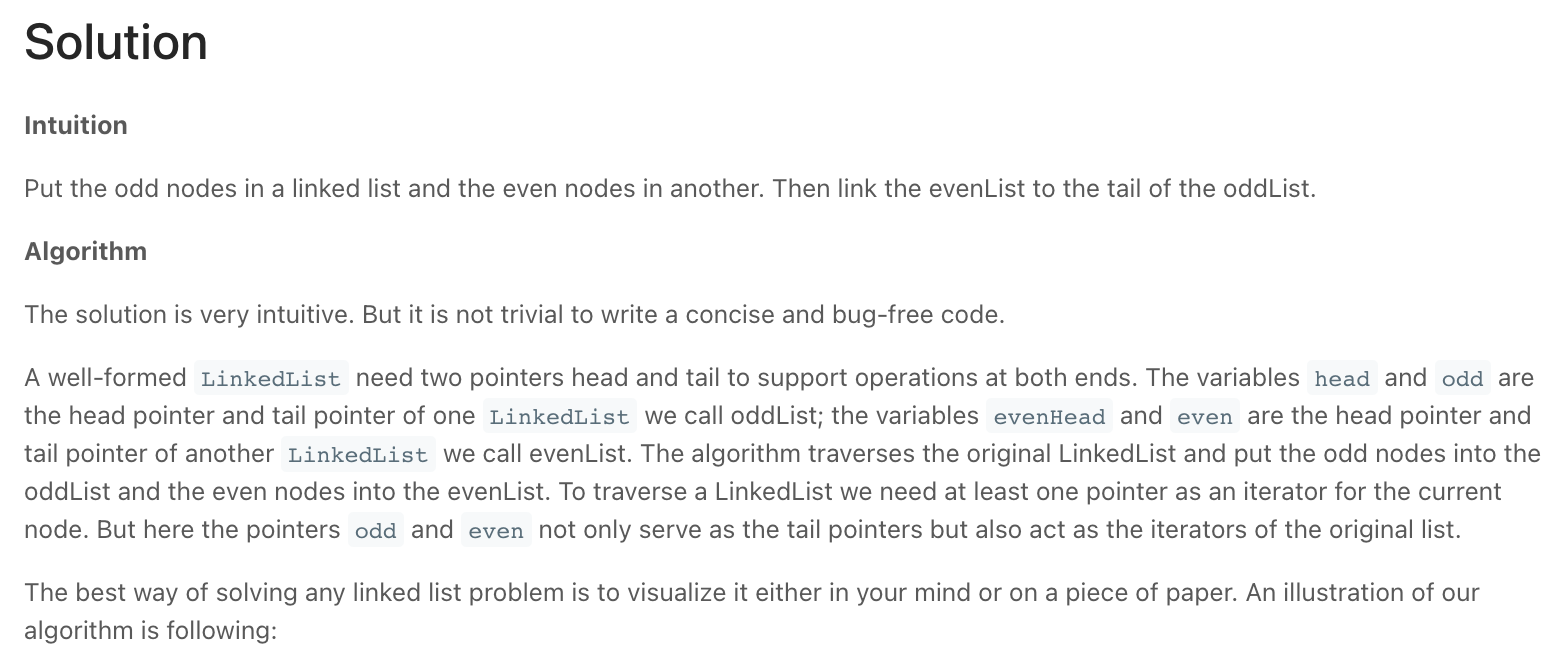 Solution
Intuition
Put the odd nodes in a linked list and the even nodes in another. Then link the evenList to the tail of the oddList.
Algorithm
The solution is very intuitive. But it is not trivial to write a concise and bug-free code.
A well-formed LinkedList need two pointers head and tail to support operations at both ends. The variables head and odd are
the head pointer and tail pointer of one LinkedList we call oddList; the variables evenHead and even are the head pointer and
tail pointer of another LinkedList we call evenList. The algorithm traverses the original LinkedList and put the odd nodes into the
oddList and the even nodes into the evenList. To traverse a LinkedList we need at least one pointer as an iterator for the current
node. But here the pointers odd and even not only serve as the tail pointers but also act as the iterators of the original list.
The best way of solving any linked list problem is to visualize it either in your mind or on a piece of paper. An illustration of our
algorithm is following: